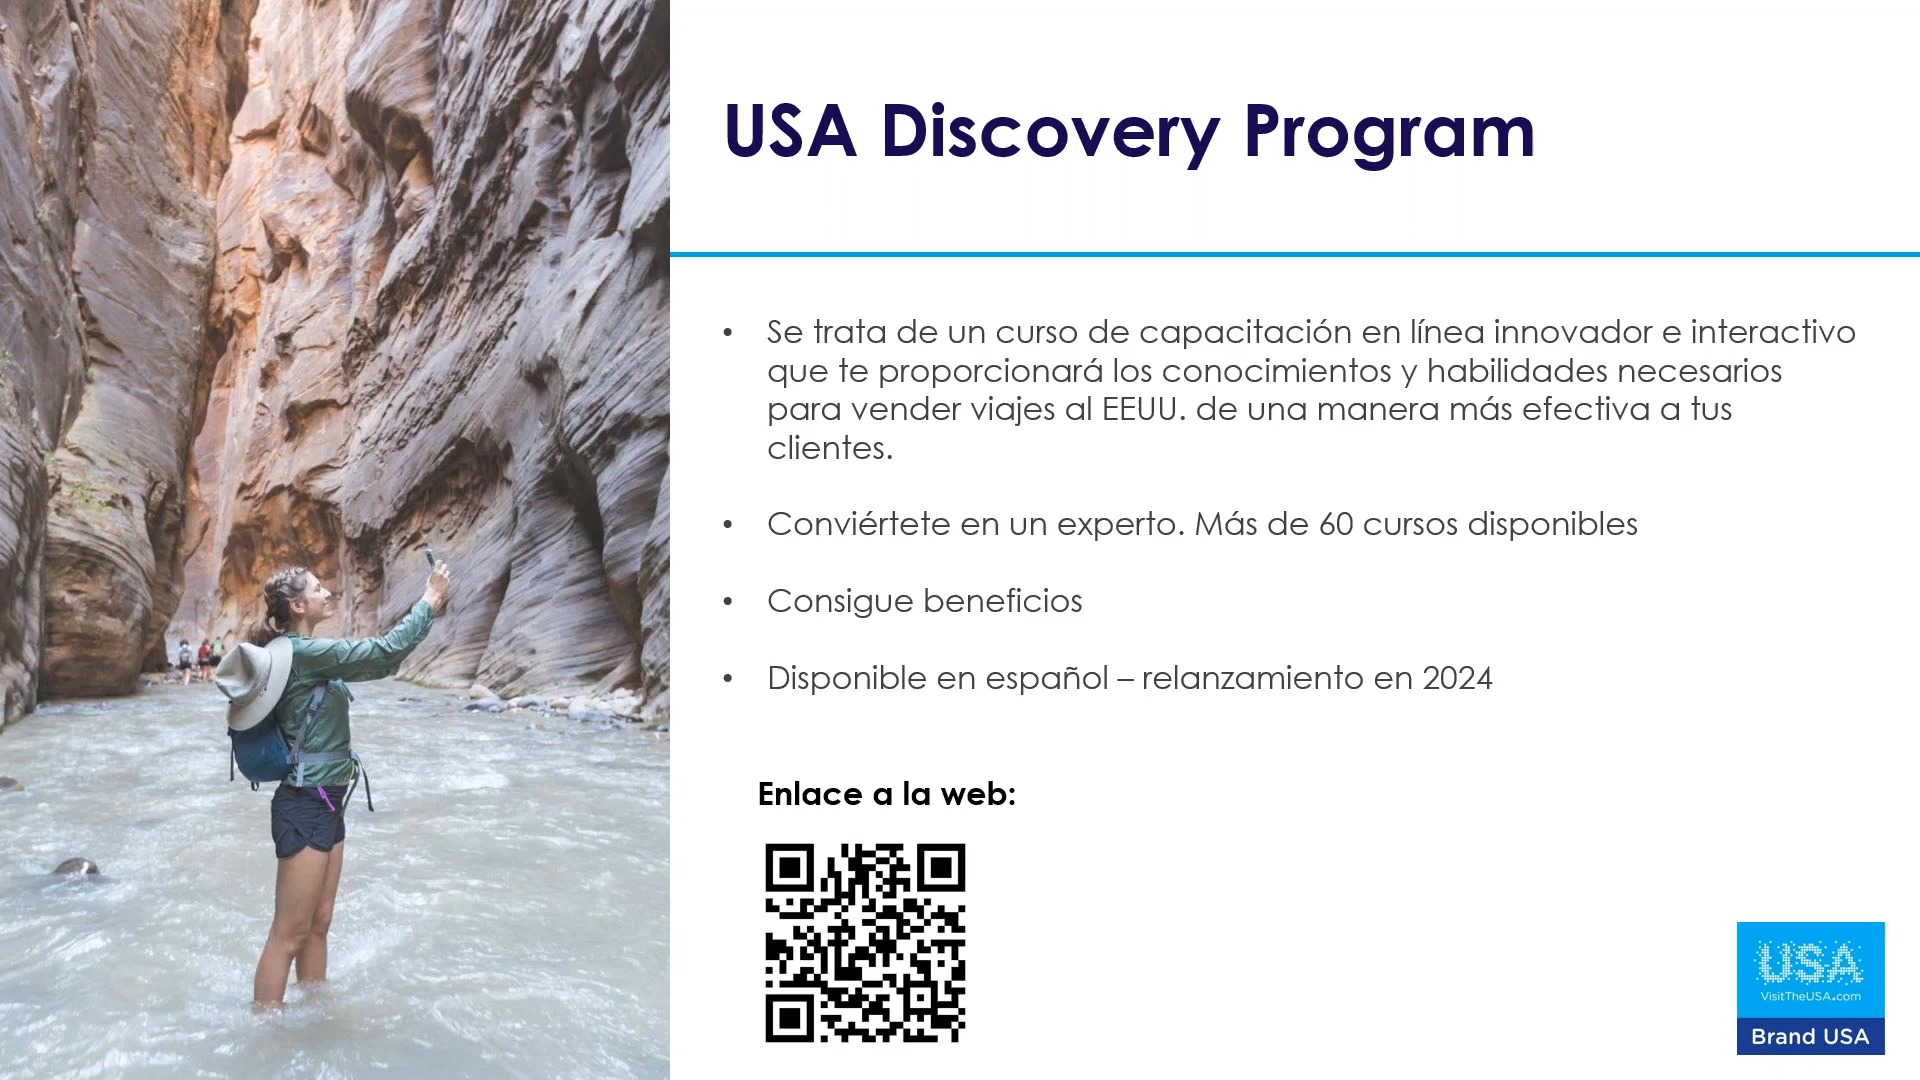 USA Discovery Program
• Se trata de un curso de capacitación en línea innovador e interactivo
que te proporcionará los conocimientos y habilidades necesarios
para vender viajes al EEUU. de una manera más efectiva a tus
clientes.
• Conviértete en un experto. Más de 60 cursos disponibles
• Consigue beneficios
• Disponible en español – relanzamiento en 2024
Enlace a la web:
USA
VisitTheUSA.com
Brand USA